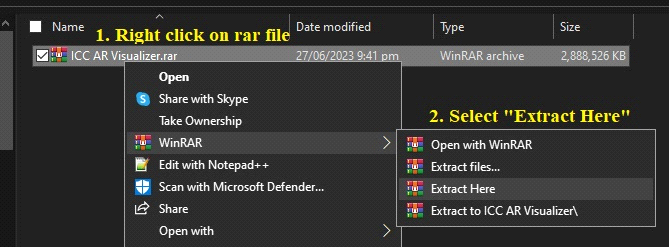 Name
Date modified
Type
Size
1. Right click on rar file
ICC AR Visualizer.rar
27/06/2023 9:41 pm
WinRAR archive
2,888,526 KB
Open
Share with Skype
Take Ownership
WinRAR
Edit with Notepad++
Scan with Microsoft Defender...
Share
Open with
2. Select "Extract Here"
Open with WinRAR
Extract files...
Extract Here
Extract to ICC AR Visualizer\